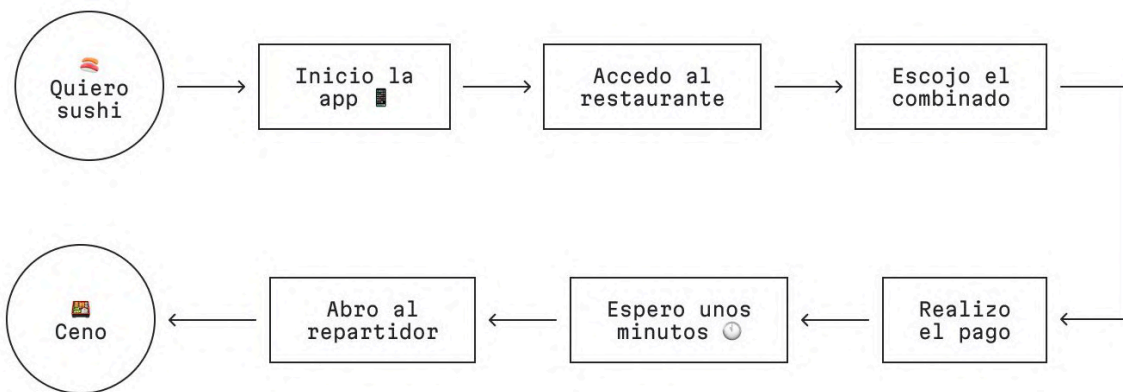 🍣
Quiero
sushi
Inicio la
app 📱
Accedo al
restaurante
Escojo el
combinado
Realizo
el pago
Espero unos
minutos 🕛
Abro al
repartidor
🍱
Ceno